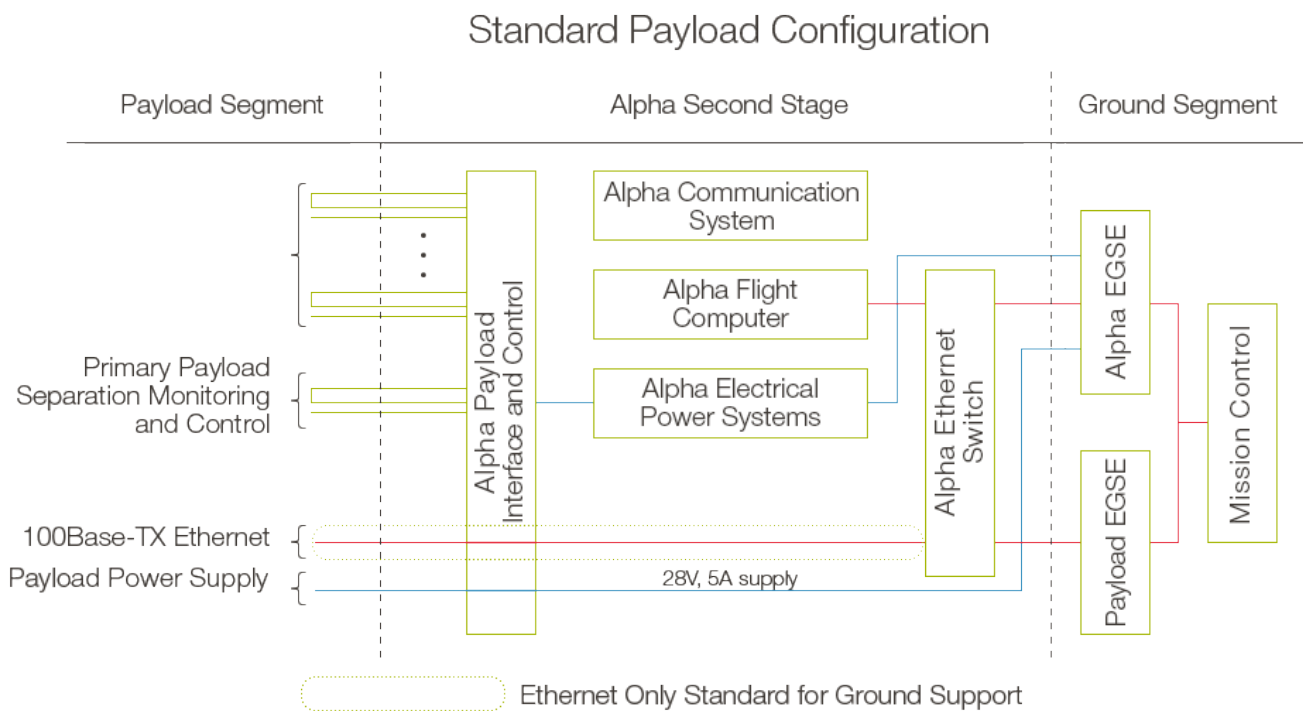 Standard Payload Configuration
Payload Segment
Alpha Second Stage
Ground Segment
Alpha Communication
System
Alpha Flight
Computer
Alpha Electrical
Power Systems
Alpha Payload
Interface and Control
Alpha Ethernet
Switch
Alpha EGSE
Payload EGSE
Mission Control
Primary Payload
Separation Monitoring
and Control
100Base-TX Ethernet
Payload Power Supply
28V, 5A supply
Ethernet Only Standard for Ground Support